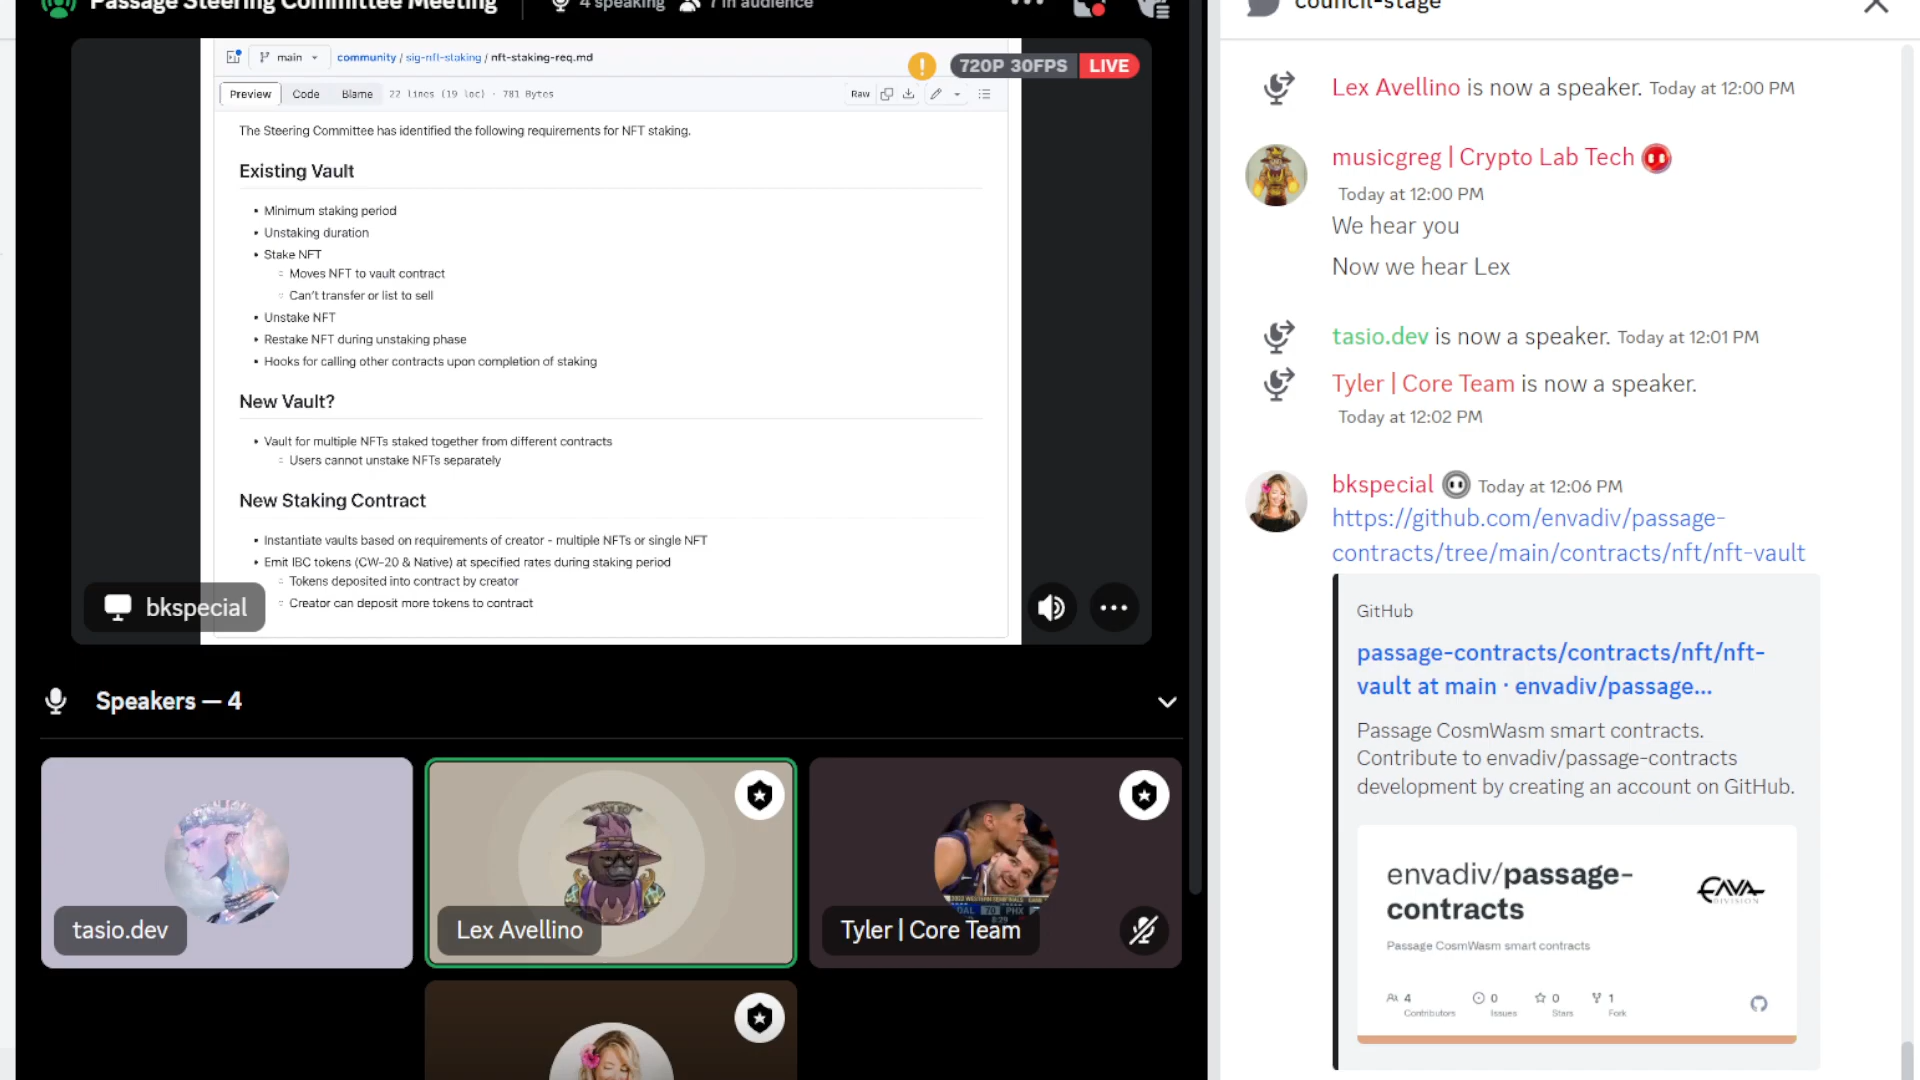 Passage Steering Committee Meeting
4 speaking
7 in audience
main
community / sig-nft-staking / nft-staking-req.md
720P 30FPS
LIVE
Preview
Code
Blame
22 lines (19 loc) · 781 Bytes
Raw
The Steering Committee has identified the following requirements for NFT staking.
Existing Vault
• Minimum staking period
• Unstaking duration
• Stake NFT
Moves NFT to vault contract
Can't transfer or list to sell
• Unstake NFT
• Restake NFT during unstaking phase
• Hooks for calling other contracts upon completion of staking
New Vault?
• Vault for multiple NFTs staked together from different contracts
Users cannot unstake NFTs separately
New Staking Contract
• Instantiate vaults based on requirements of creator - multiple NFTs or single NFT
• Emit IBC tokens (CW-20 & Native) at specified rates during staking period
Tokens deposited into contract by creator
Creator can deposit more tokens to contract
bkspecial
Speakers — 4
tasio.dev
Lex Avellino
Tyler | Core Team
council-stage
Lex Avellino is now a speaker. Today at 12:00 PM
musicgreg | Crypto Lab Tech
Today at 12:00 PM
We hear you
Now we hear Lex
tasio.dev is now a speaker. Today at 12:01 PM
Tyler | Core Team is now a speaker.
Today at 12:02 PM
bkspecial Today at 12:06 PM
https://github.com/envadiv/passage-
contracts/tree/main/contracts/nft/nft-vault
GitHub
passage-contracts/contracts/nft/nft-
vault at main · envadiv/passage...
Passage CosmWasm smart contracts.
Contribute to envadiv/passage-contracts
development by creating an account on GitHub.
envadiv/passage-
contracts
Passage CosmWasm smart contracts
4
Contributors
0
Issues
0
Stars
1
Fork